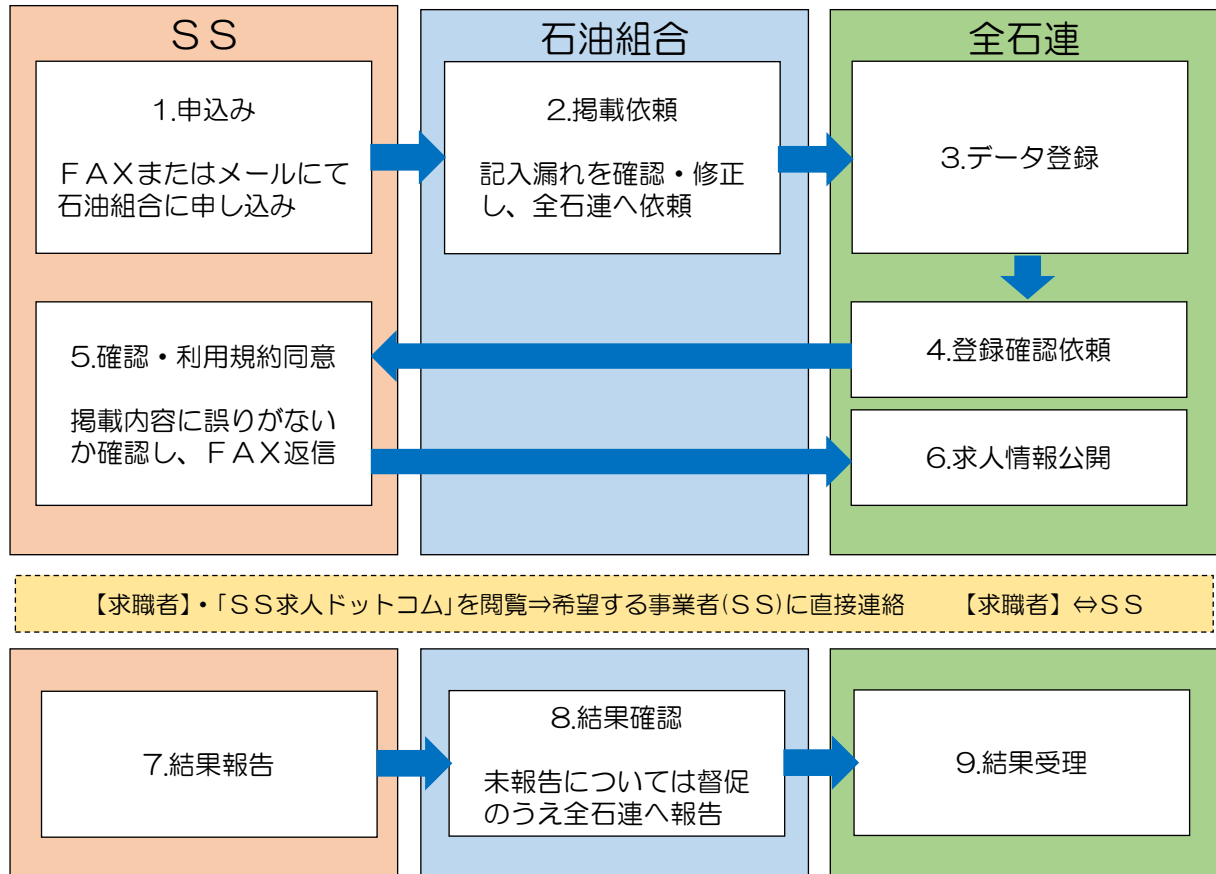 ＳＳ
石油組合
全石連
1.申込み
ＦＡＸまたはメールにて
石油組合に申し込み
2.掲載依頼
記入漏れを確認・修正
し、全石連へ依頼
3.データ登録
4.登録確認依頼
5.確認・利用規約同意
掲載内容に誤りがない
か確認し、ＦＡＸ返信
6.求人情報公開
【求職者】・「ＳＳ求人ドットコム」を閲覧⇒希望する事業者(ＳＳ)に直接連絡　　【求職者】⇔ＳＳ
7.結果報告
8.結果確認
未報告については督促
のうえ全石連へ報告
9.結果受理